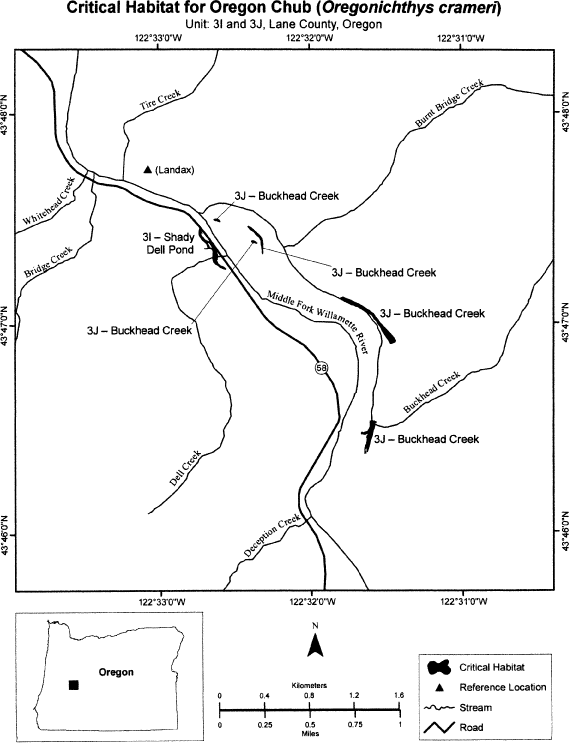 Critical Habitat for Oregon Chub (Oregonichthys crameri)
Unit: 3I and 3J, Lane County, Oregon
122°33'0"W
122°32'0"W
122°31'0"W
43°48'0"N
43°48'0"N
Tire Creek
Burnt Bridge Creek
(Landax)
Whitehead Creek
3J – Buckhead Creek
3I – Shady
Dell Pond
Bridge Creek
3J – Buckhead Creek
Middle Fork Willamette River
3J – Buckhead Creek
43°47'0"N
43°47'0"N
3J – Buckhead Creek
58
Buckhead Creek
3J – Buckhead Creek
Dell Creek
Deception Creek
43°46'0"N
43°46'0"N
122°33'0"W
122°32'0"W
122°31'0"W
Oregon
N
Kilometers
0 0.4 0.8 1.2 1.6
0 0.25 0.5 0.75 1
Miles
Critical Habitat
Reference Location
Stream
Road